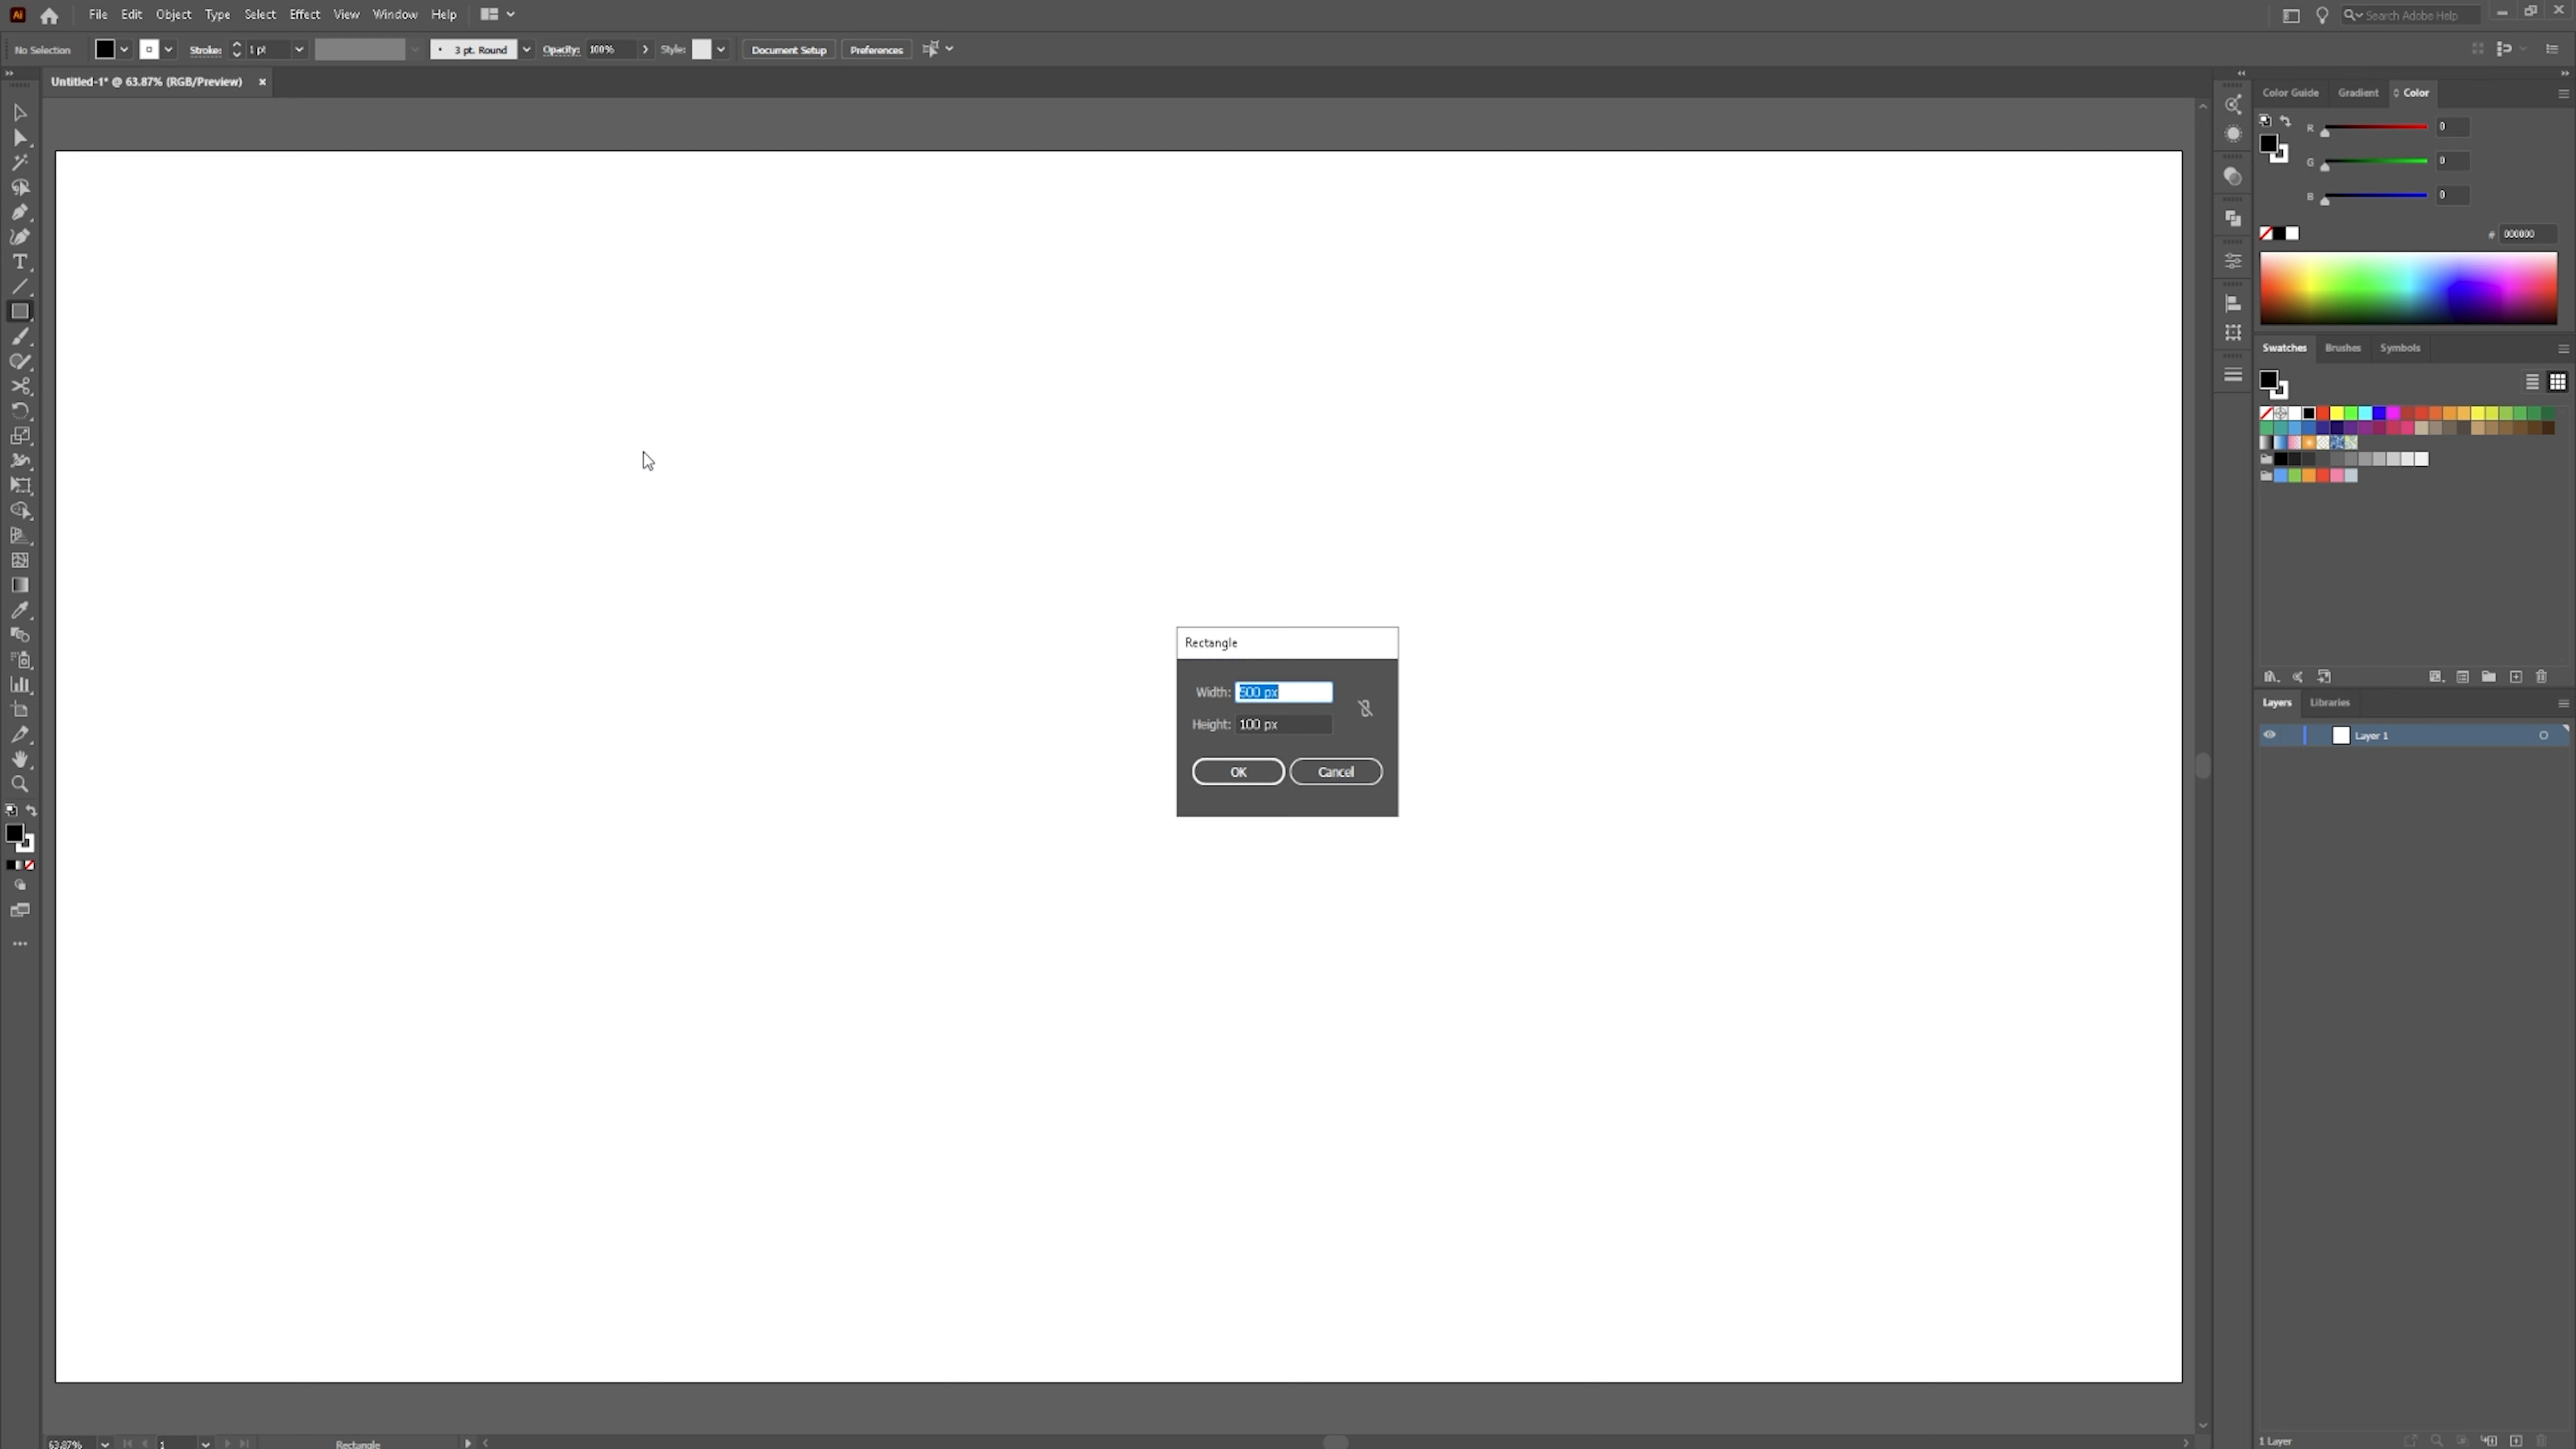 Ai File Edit Object Type Select Effect View Window Help Search Adobe Help
No Selection Stroke: 1 pt 3 pt. Round Opacity: 100% Style: Document Setup Preferences
Untitled-1* @ 63.87% (RGB/Preview) ×
Color Guide Gradient Color
R 0
G 0
B 0
# 000000
Swatches Brushes Symbols
Rectangle
Width: 500 px
Height: 100 px
OK Cancel
Layers Libraries
Layer 1
63.87% 1 Rectangle
1 Layer